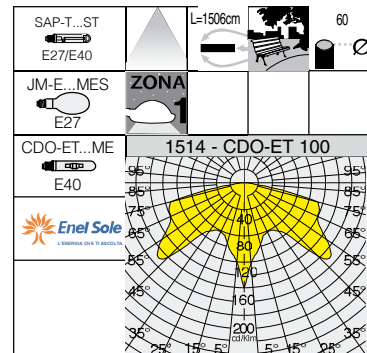 SAP-T...ST
E27/E40
L=1506cm
60
Ø
JM-E...MES
E27
ZONA
1
CDO-ET...ME
E40
1514 - CDO-ET 100
Enel Sole
L'ENERGIA CHE TI ASCOLTA.
95° 95°
85° 85°
75° 75°
65° 65°
55° 55°
45° 45°
35° 25° 15° 5° 5° 15° 25° 35°
40
80
120
160
200
cd/Klm